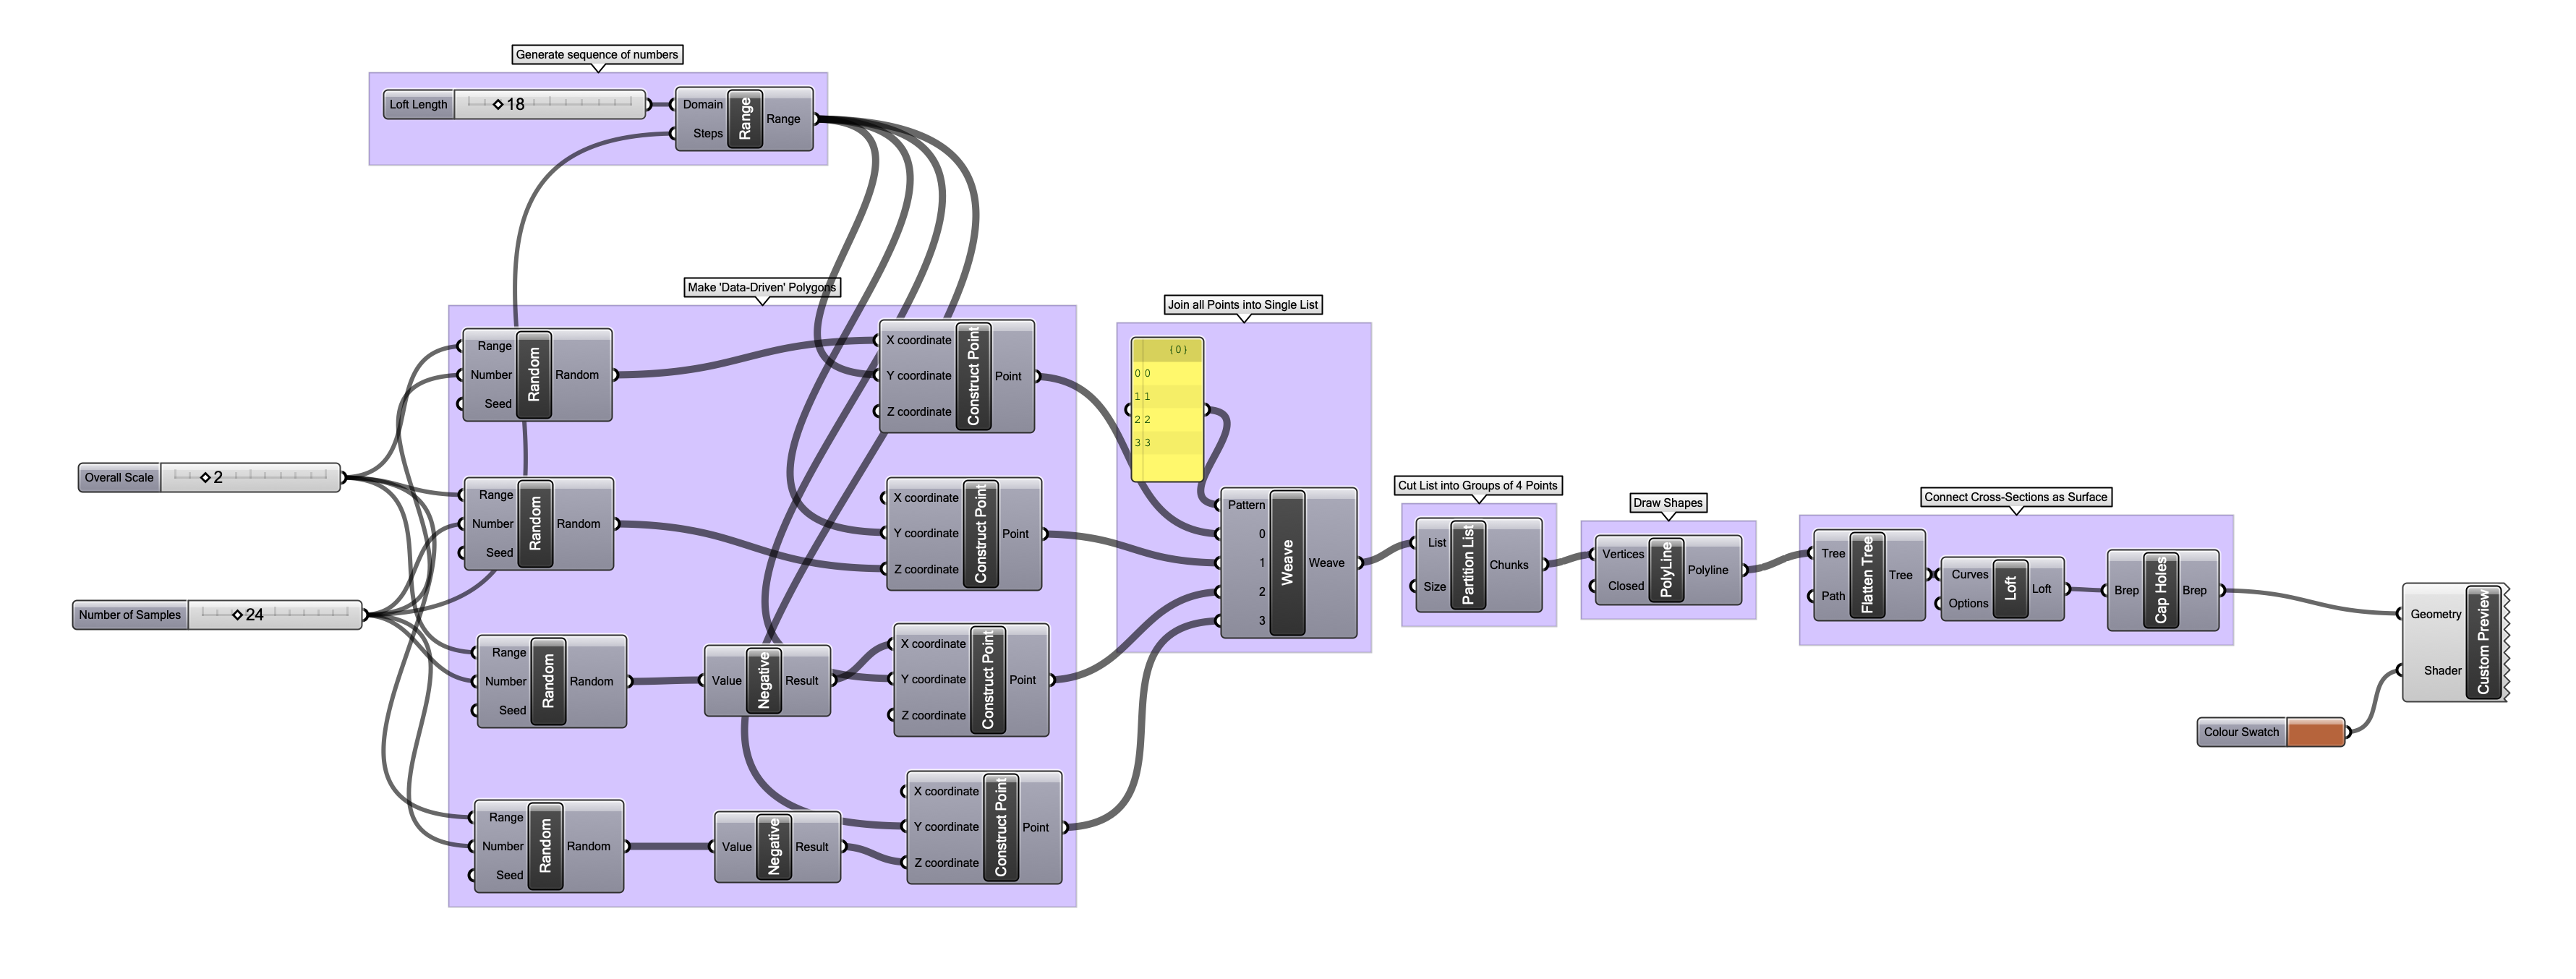 Generate sequence of numbers
Loft Length 18
Domain
Steps
Range
Range
Make 'Data-Driven' Polygons
Range
Number
Seed
Random
Random
X coordinate
Y coordinate
Z coordinate
Construct Point
Point
Overall Scale 2
Range
Number
Seed
Random
Random
X coordinate
Y coordinate
Z coordinate
Construct Point
Point
Number of Samples 24
Range
Number
Seed
Random
Random
Value
Negative
Result
X coordinate
Y coordinate
Z coordinate
Construct Point
Point
Range
Number
Seed
Random
Random
Value
Negative
Result
X coordinate
Y coordinate
Z coordinate
Construct Point
Point
Join all Points into Single List
{0}
0 0
1 1
2 2
3 3
Pattern
0
1
2
3
Weave
Weave
Cut List into Groups of 4 Points
List
Size
Partition List
Chunks
Draw Shapes
Vertices
Closed
PolyLine
Polyline
Connect Cross-Sections as Surface
Tree
Path
Flatten Tree
Tree
Curves
Options
Loft
Loft
Brep
Cap Holes
Brep
Geometry
Shader
Custom Preview
Colour Swatch